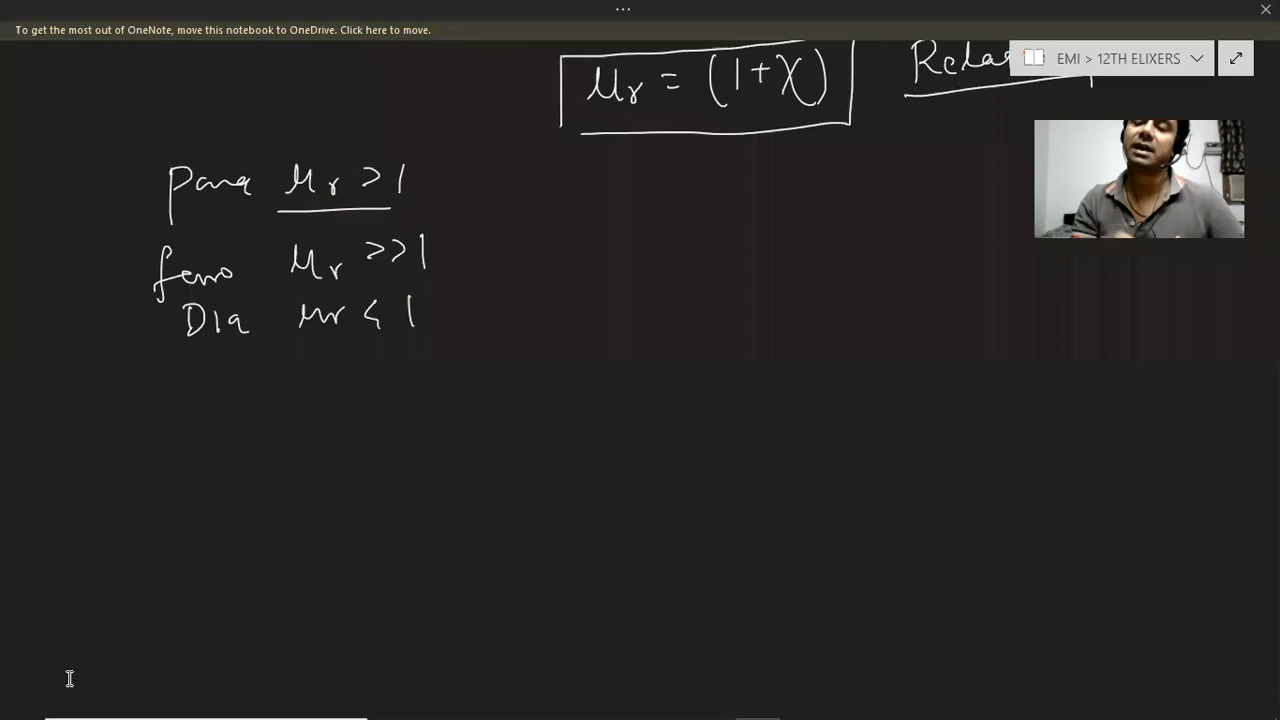 To get the most out of OneNote, move this notebook to OneDrive. Click here to move.
EMI > 12TH ELIXERS
μr = (1+χ)
Para μr > 1
ferro μr >> 1
Dia μr < 1